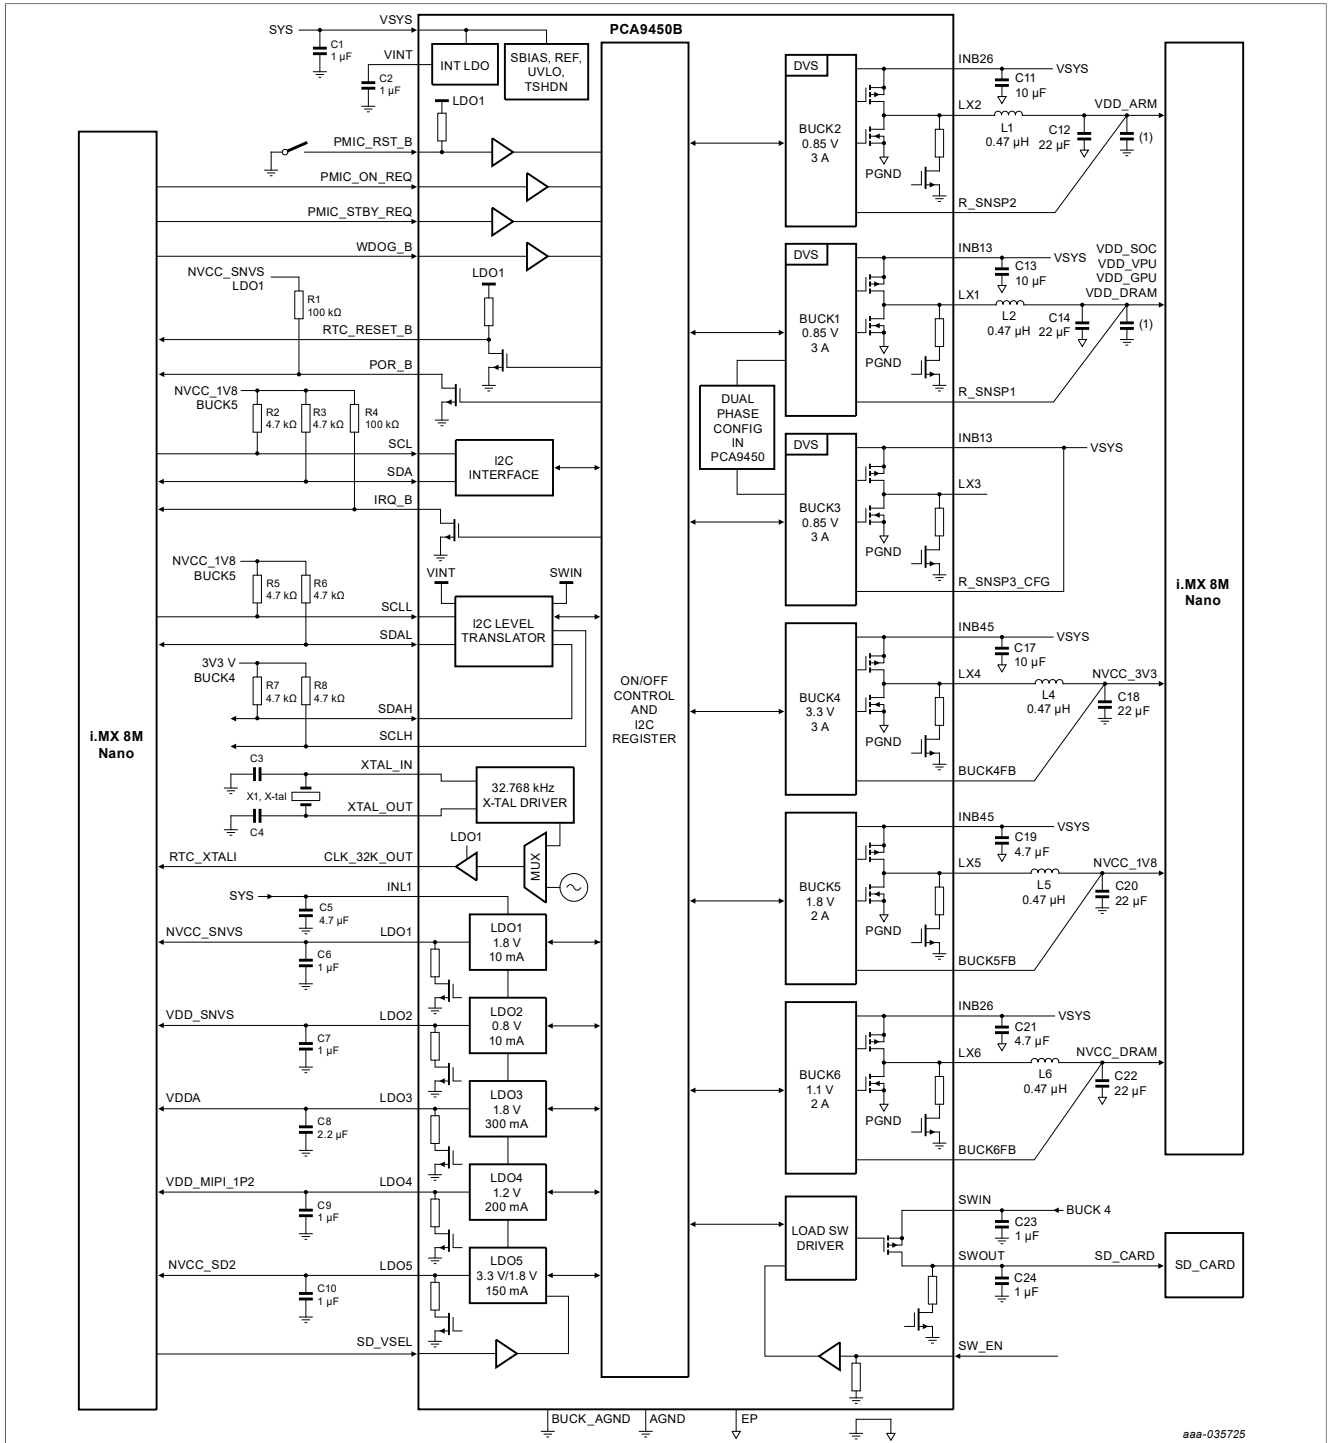 PCA9450B
SYS
VSYS
C1
1 µF
VINT
C2
1 µF
INT LDO
SBIAS, REF,
UVLO,
TSHDN
LDO1
PMIC_RST_B
PMIC_ON_REQ
PMIC_STBY_REQ
WDOG_B
NVCC_SNVS
LDO1
R1
100 kΩ
LDO1
RTC_RESET_B
POR_B
NVCC_1V8
BUCK5
R2
4.7 kΩ
R3
4.7 kΩ
R4
100 kΩ
SCL
SDA
I2C
INTERFACE
IRQ_B
NVCC_1V8
BUCK5
R5
4.7 kΩ
R6
4.7 kΩ
VINT
SWIN
SCLL
SDAL
I2C LEVEL
TRANSLATOR
3V3 V
BUCK4
R7
4.7 kΩ
R8
4.7 kΩ
SDAH
SCLH
i.MX 8M
Nano
C3
XTAL_IN
X1, X-tal
XTAL_OUT
C4
32.768 kHz
X-TAL DRIVER
LDO1
MUX
RTC_XTALI
CLK_32K_OUT
SYS
INL1
C5
4.7 µF
NVCC_SNVS
LDO1
C6
1 µF
LDO1
1.8 V
10 mA
VDD_SNVS
LDO2
C7
1 µF
LDO2
0.8 V
10 mA
VDDA
LDO3
C8
2.2 µF
LDO3
1.8 V
300 mA
VDD_MIPI_1P2
LDO4
C9
1 µF
LDO4
1.2 V
200 mA
NVCC_SD2
LDO5
C10
1 µF
LDO5
3.3 V/1.8 V
150 mA
SD_VSEL
ON/OFF
CONTROL
AND
I2C
REGISTER
DVS
BUCK2
0.85 V
3 A
PGND
INB26
VSYS
C11
10 µF
LX2
L1
0.47 µH
C12
22 µF
VDD_ARM
(1)
R_SNSP2
DVS
BUCK1
0.85 V
3 A
PGND
INB13
VSYS
C13
10 µF
VDD_SOC
VDD_VPU
VDD_GPU
VDD_DRAM
LX1
L2
0.47 µH
C14
22 µF
(1)
R_SNSP1
DUAL
PHASE
CONFIG
IN
PCA9450
DVS
BUCK3
0.85 V
3 A
PGND
INB13
VSYS
LX3
R_SNSP3_CFG
i.MX 8M
Nano
BUCK4
3.3 V
3 A
PGND
INB45
VSYS
C17
10 µF
LX4
L4
0.47 µH
NVCC_3V3
C18
22 µF
BUCK4FB
BUCK5
1.8 V
2 A
PGND
INB45
VSYS
C19
4.7 µF
LX5
L5
0.47 µH
NVCC_1V8
C20
22 µF
BUCK5FB
BUCK6
1.1 V
2 A
PGND
INB26
VSYS
C21
4.7 µF
LX6
L6
0.47 µH
NVCC_DRAM
C22
22 µF
BUCK6FB
LOAD SW
DRIVER
SWIN
BUCK 4
C23
1 µF
SWOUT
SD_CARD
C24
1 µF
SD_CARD
SW_EN
BUCK_AGND
AGND
EP
aaa-035725